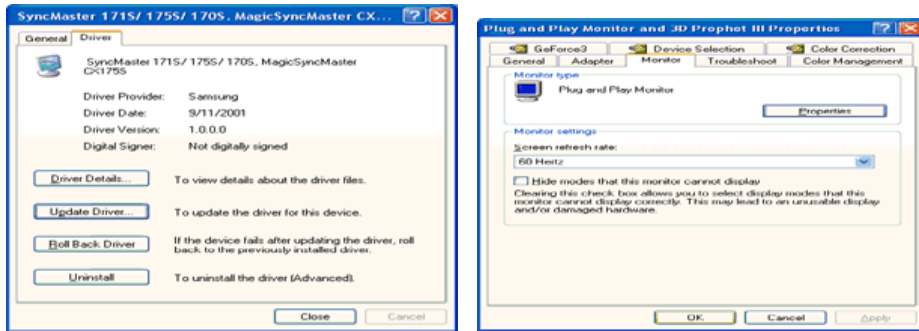 SyncMaster 171S/ 175S/ 170S, MagicSyncMaster CX...
General Driver
SyncMaster 171S/ 175S/ 170S, MagicSyncMaster
CX175S
Driver Provider: Samsung
Driver Date: 9/11/2001
Driver Version: 1.0.0.0
Digital Signer: Not digitally signed
Driver Details... To view details about the driver files.
Update Driver... To update the driver for this device.
Roll Back Driver If the device fails after updating the driver, roll
back to the previously installed driver.
Uninstall To uninstall the driver (Advanced).
Close Cancel
Plug and Play Monitor and 3D Prophet III Properties
GeForce3 Device Selection Color Correction
General Adapter Monitor Troubleshoot Color Management
Monitor type
Plug and Play Monitor
Properties
Monitor settings
Screen refresh rate:
60 Hertz
Hide modes that this monitor cannot display
Clearing this check box allows you to select display modes that this
monitor cannot display correctly. This may lead to an unusable display
and/or damaged hardware.
OK Cancel Apply